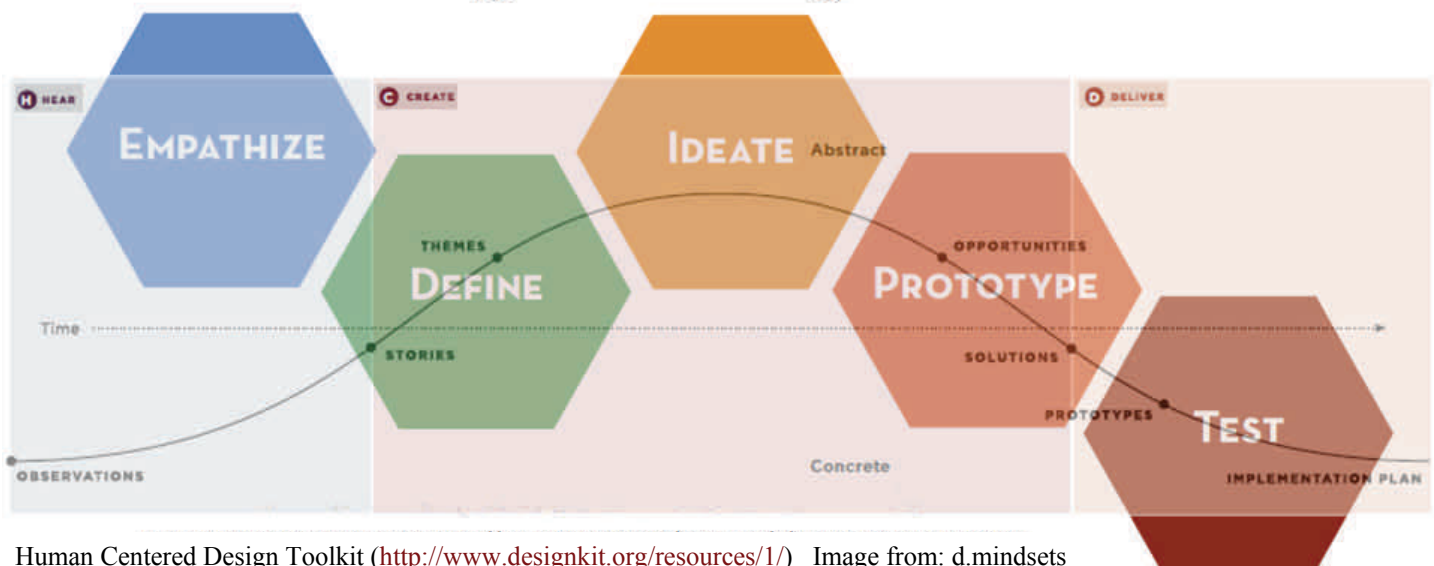 H HEAR
C CREATE
D DELIVER
EMPATHIZE
IDEATE
Abstract
THEMES
OPPORTUNITIES
DEFINE
PROTOTYPE
Time
STORIES
SOLUTIONS
PROTOTYPES
TEST
Concrete
OBSERVATIONS
IMPLEMENTATION PLAN
Human Centered Design Toolkit (http://www.designkit.org/resources/1/) Image from: d.mindsets